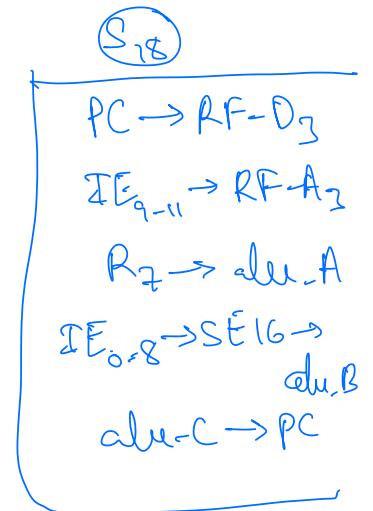 S18
PC → RF-D3
IE9-11 → RF-A3
R7 → alu-A
IE0-8 → SE16 →
alu-B
alu-C → PC